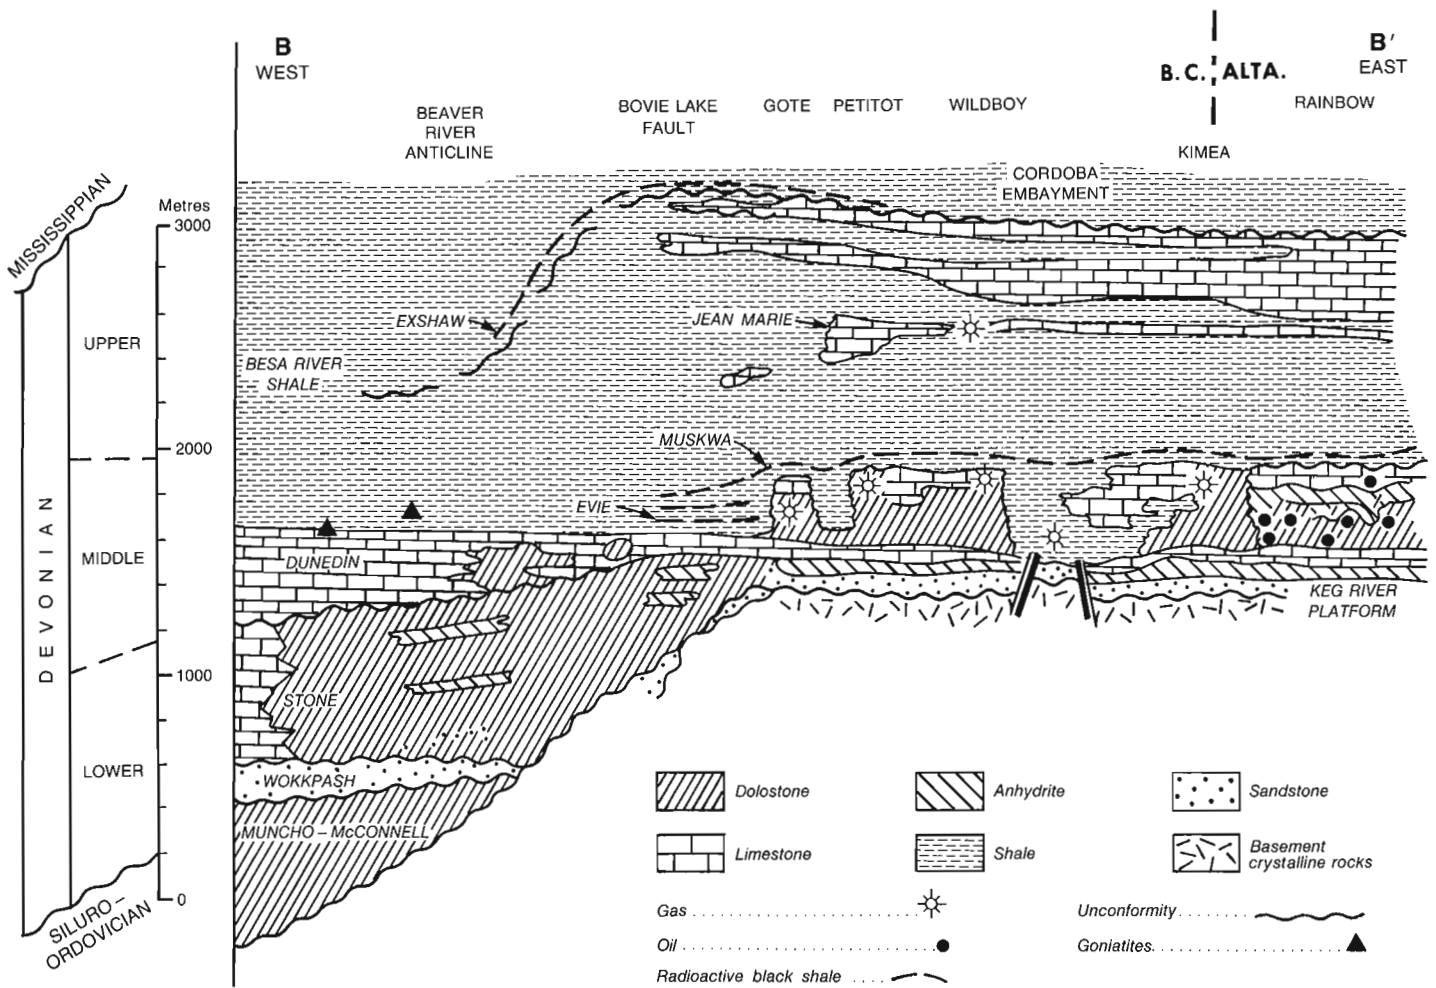 B
WEST
B.C. ALTA.
B'
EAST
BEAVER
RIVER
ANTICLINE
BOVIE LAKE
FAULT
GOTE
PETITOT
WILDBOY
RAINBOW
KIMEA
CORDOBA
EMBAYMENT
MISSISSIPPIAN
Metres
3000
2000
1000
0
UPPER
MIDDLE
LOWER
DEVONIAN
SILURO–
ORDOVICIAN
EXSHAW
JEAN MARIE
BESA RIVER
SHALE
MUSKWA
EVIE
DUNEDIN
KEG RIVER
PLATFORM
STONE
WOKKPASH
MUNCHO–McCONNELL
Dolostone
Anhydrite
Sandstone
Limestone
Shale
Basement
crystalline rocks
Gas
Unconformity
Oil
Goniatites
Radioactive black shale